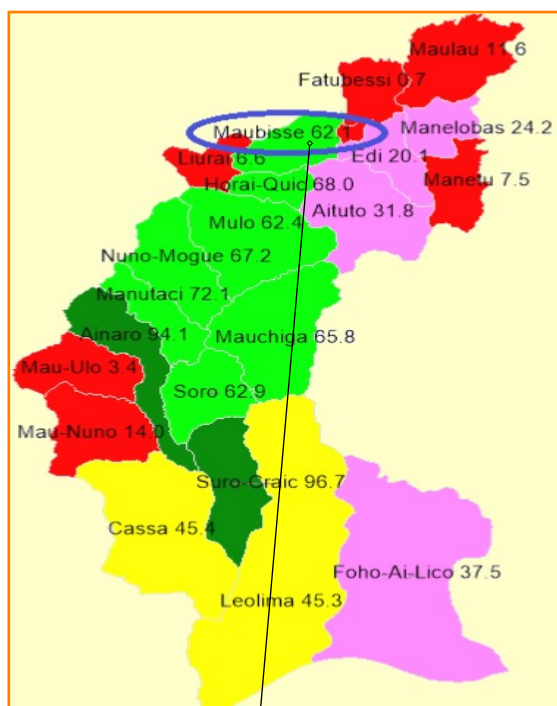 Maulau 11.6
Fatubessi 0.7
Maubisse 62.1
Manelobas 24.2
Edi 20.1
Liurai 6.6
Horai-Quic 68.0
Manetu 7.5
Aituto 31.8
Mulo 62.4
Nuno-Mogue 67.2
Manutaci 72.1
Ainaro 94.1
Mauchiga 65.8
Mau-Ulo 3.4
Soro 62.9
Mau-Nuno 14.0
Suro-Craic 96.7
Cassa 45.4
Foho-Ai-Lico 37.5
Leolima 45.3